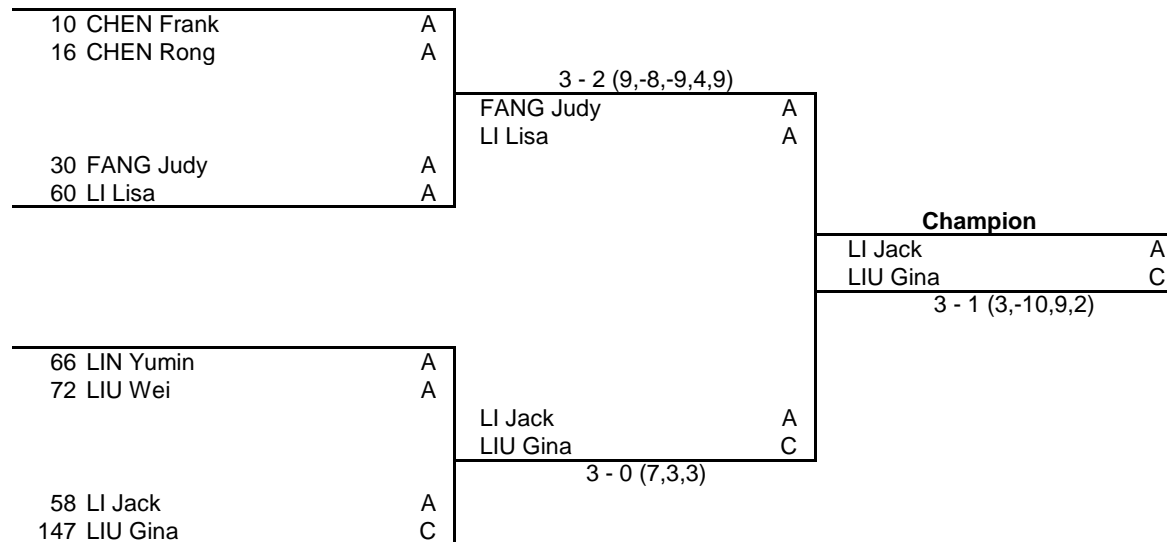 10 CHEN Frank A
16 CHEN Rong A
3 - 2 (9,-8,-9,4,9)
FANG Judy A
LI Lisa A
30 FANG Judy A
60 LI Lisa A
Champion
LI Jack A
LIU Gina C
3 - 1 (3,-10,9,2)
66 LIN Yumin A
72 LIU Wei A
LI Jack A
LIU Gina C
3 - 0 (7,3,3)
58 LI Jack A
147 LIU Gina C